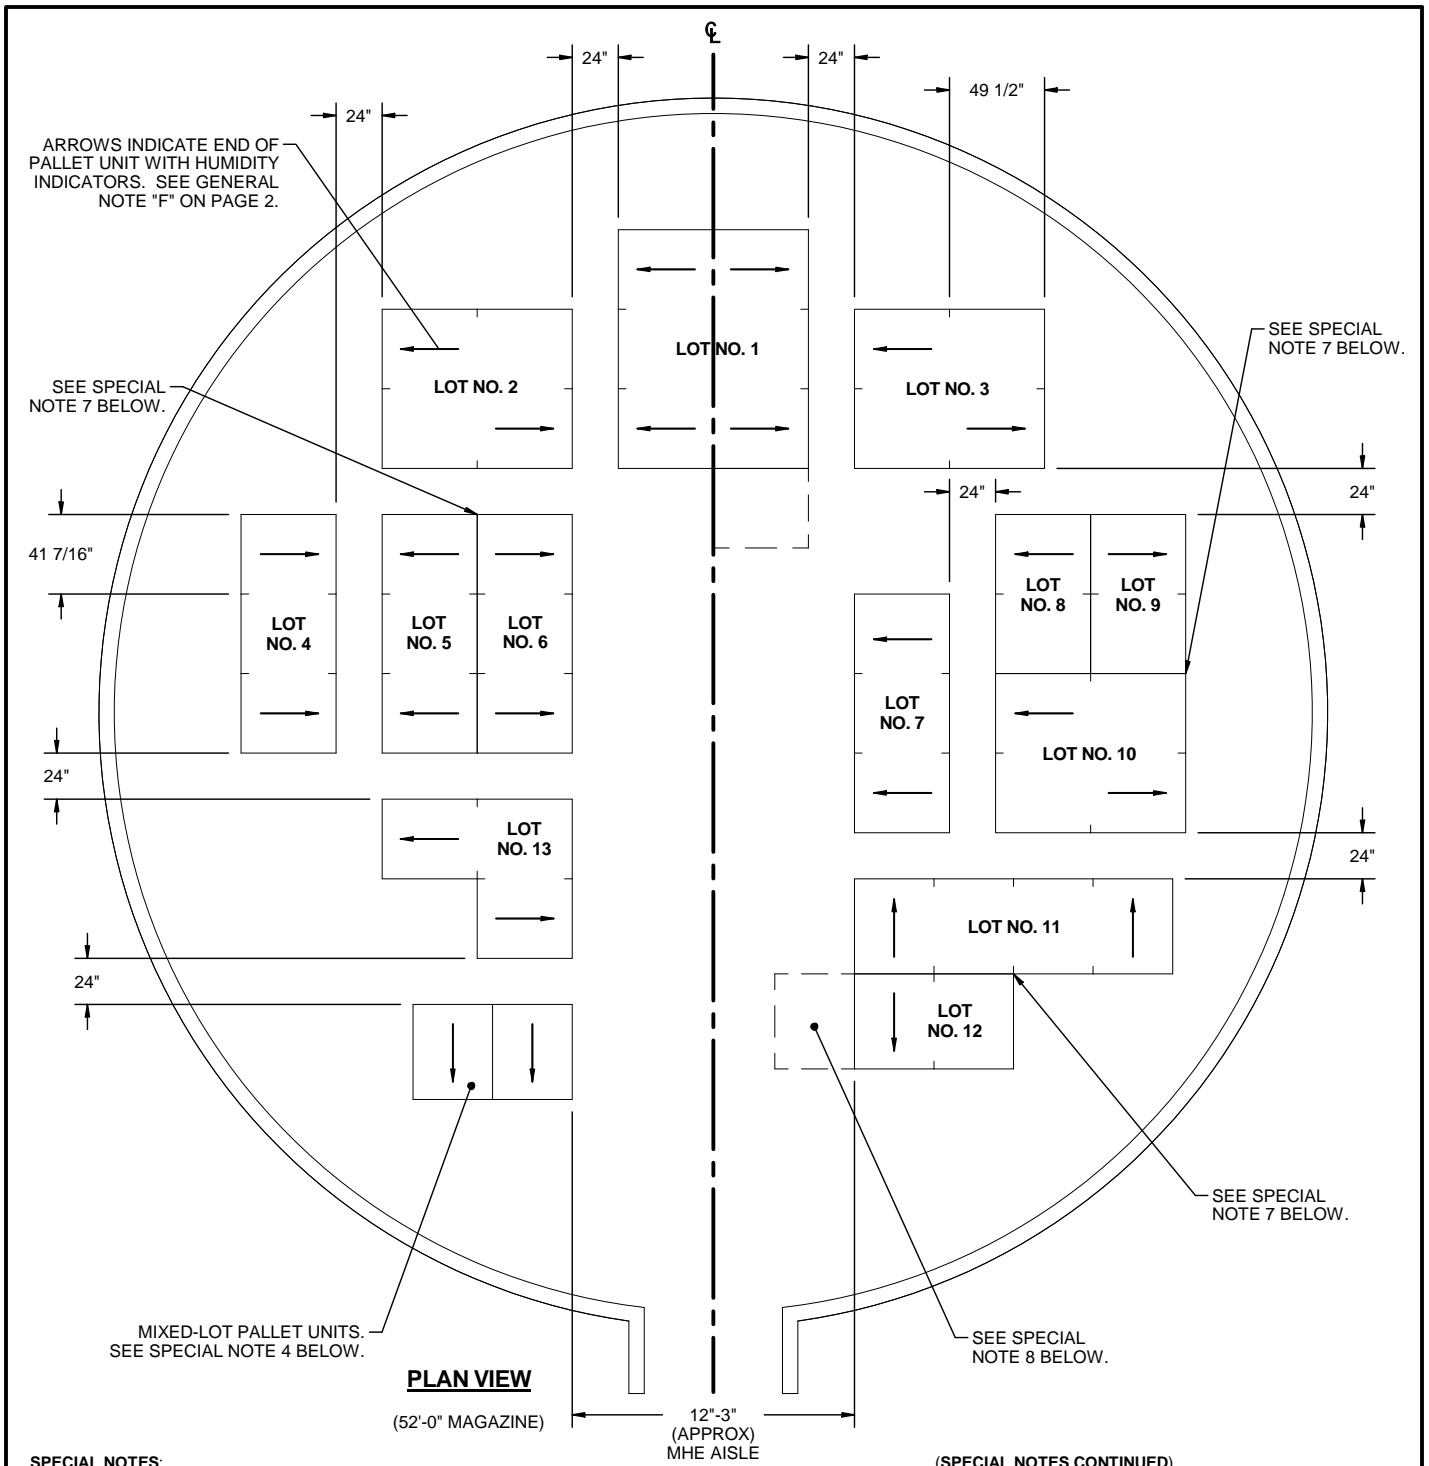 ℄
24"
24"
49 1/2"
24"
ARROWS INDICATE END OF
PALLET UNIT WITH HUMIDITY
INDICATORS. SEE GENERAL
NOTE "F" ON PAGE 2.
SEE SPECIAL
NOTE 7 BELOW.
LOT NO. 1
LOT NO. 2
LOT NO. 3
SEE SPECIAL
NOTE 7 BELOW.
24"
24"
41 7/16"
LOT
NO. 4
LOT
NO. 5
LOT
NO. 6
LOT
NO. 7
LOT
NO. 8
LOT
NO. 9
LOT NO. 10
24"
24"
LOT
NO. 13
LOT NO. 11
24"
LOT
NO. 12
SEE SPECIAL
NOTE 7 BELOW.
MIXED-LOT PALLET UNITS.
SEE SPECIAL NOTE 4 BELOW.
SEE SPECIAL
NOTE 8 BELOW.
PLAN VIEW
(52'-0" MAGAZINE)
12"-3"
(APPROX)
MHE AISLE
SPECIAL NOTES:
(SPECIAL NOTES CONTINUED)